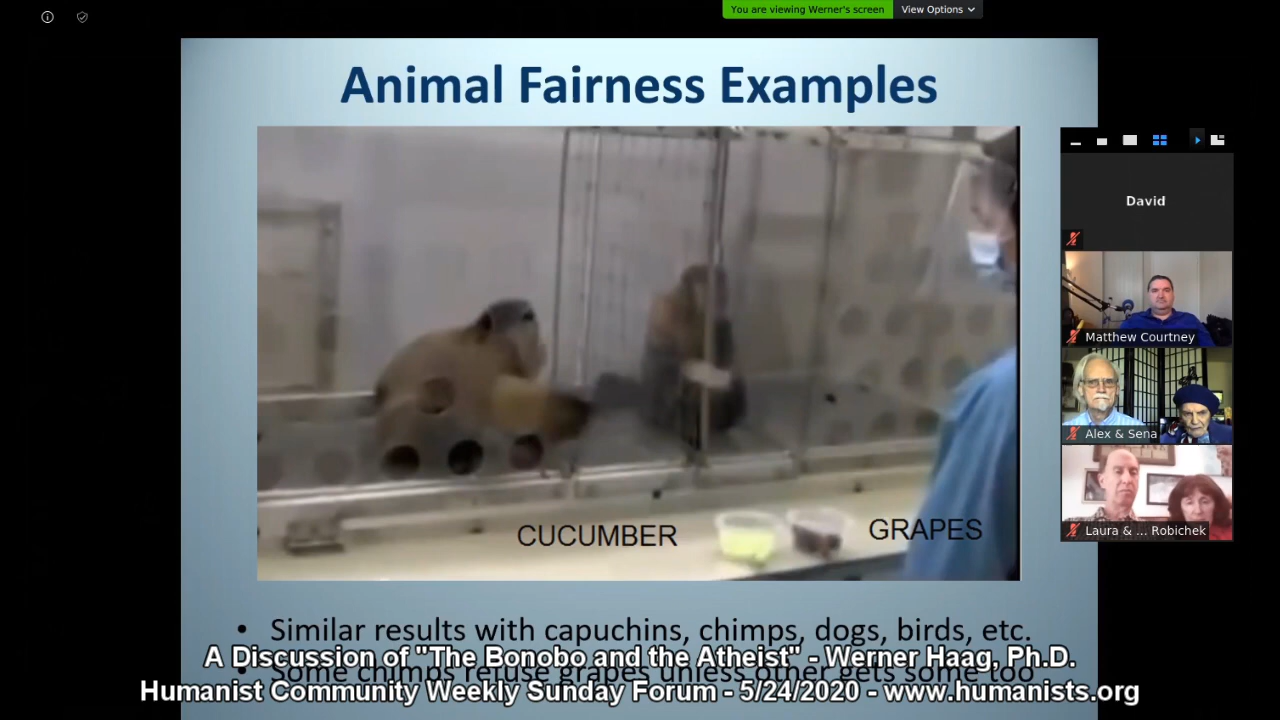 You are viewing Werner's screen
View Options
Animal Fairness Examples
David
Matthew Courtney
Alex & Sena
Laura & ... Robichek
CUCUMBER
GRAPES
• Similar results with capuchins, chimps, dogs, birds, etc.
A Discussion of "The Bonobo and the Atheist" - Werner Haag, Ph.D.
• Some chimps refuse grapes unless other gets some too
Humanist Community Weekly Sunday Forum - 5/24/2020 - www.humanists.org